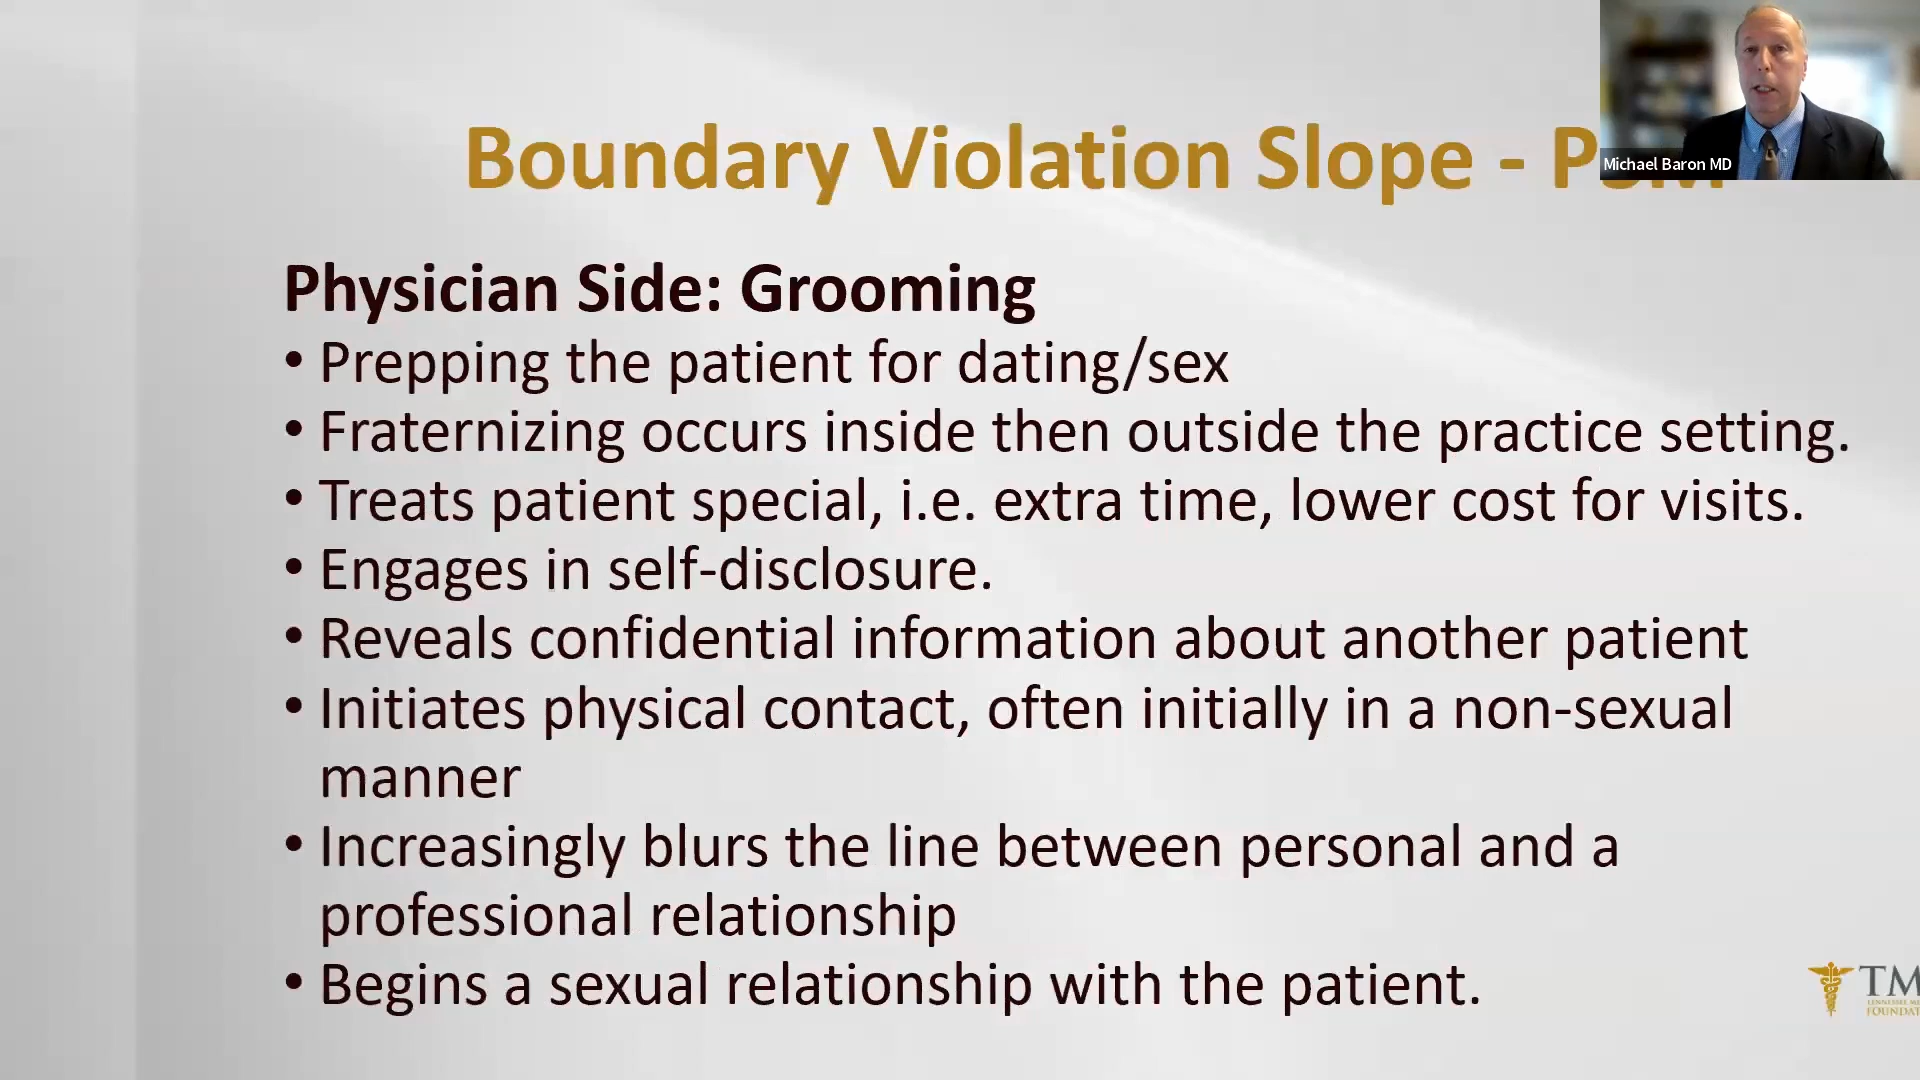 Boundary Violation Slope -
Michael Baron MD
Physician Side: Grooming
• Prepping the patient for dating/sex
• Fraternizing occurs inside then outside the practice setting.
• Treats patient special, i.e. extra time, lower cost for visits.
• Engages in self-disclosure.
• Reveals confidential information about another patient
• Initiates physical contact, often initially in a non-sexual
manner
• Increasingly blurs the line between personal and a
professional relationship
• Begins a sexual relationship with the patient.